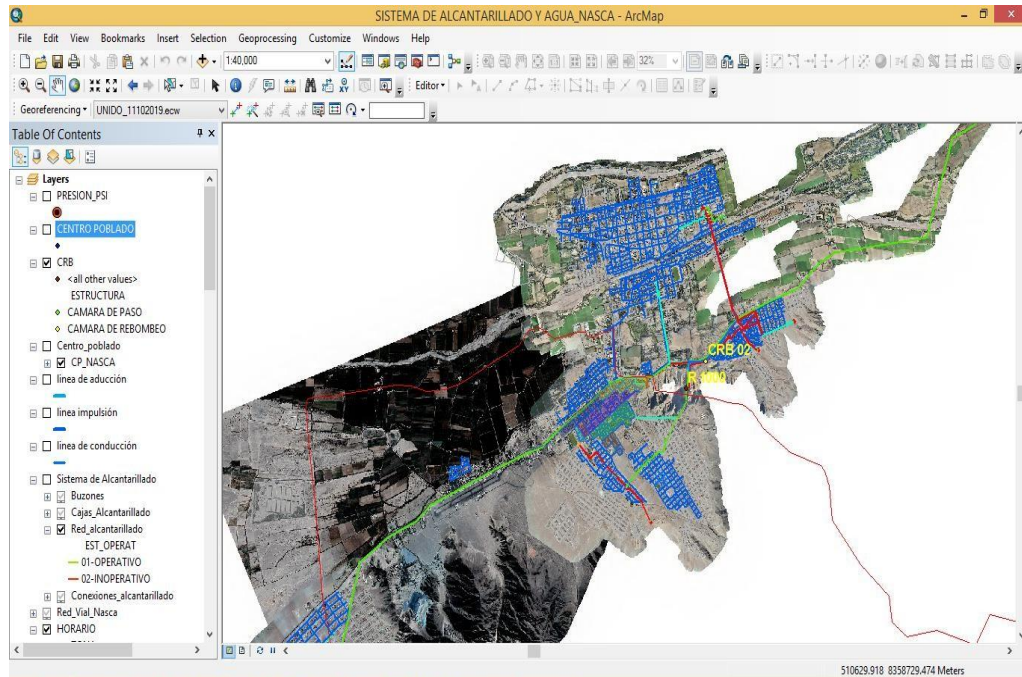 SISTEMA DE ALCANTARILLADO Y AGUA_NASCA - ArcMap
File Edit View Bookmarks Insert Selection Geoprocessing Customize Windows Help
1:40,000
32%
Editor
Georeferencing UNIDO_11102019.ecw
Table Of Contents
Layers
PRESION_PSI
CENTRO POBLADO
CRB
<all other values>
ESTRUCTURA
CAMARA DE PASO
CAMARA DE REBOMBEO
Centro_poblado
CP_NASCA
linea de aducción
linea impulsión
linea de conducción
Sistema de Alcantarillado
Buzones
Cajas_Alcantarillado
Red_alcantarillado
EST_OPERAT
01-OPERATIVO
02-INOPERATIVO
Conexiones_alcantarillado
Red_Vial_Nasca
HORARIO
CRB 02
510629.918 8358729.474 Meters